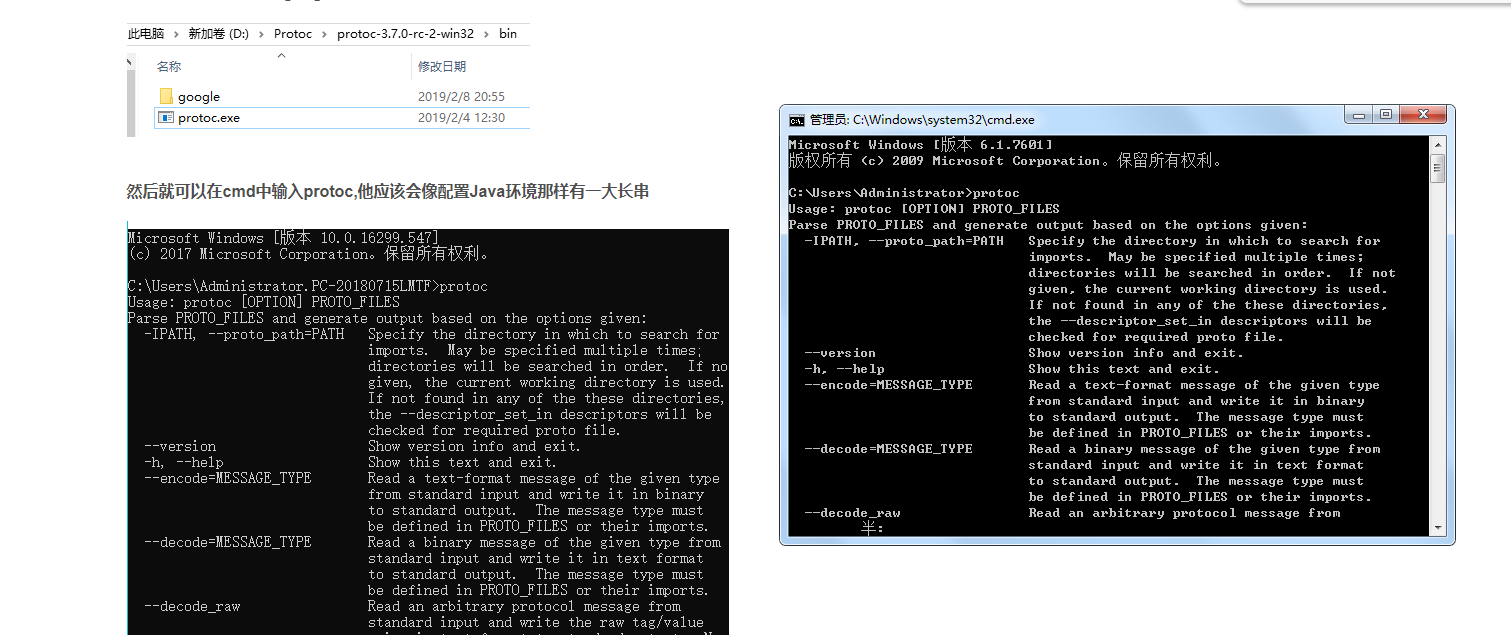 此电脑 › 新加卷 (D:) › Protoc › protoc-3.7.0-rc-2-win32 › bin
名称 修改日期
google 2019/2/8 20:55
protoc.exe 2019/2/4 12:30
然后就可以在cmd中输入protoc,他应该会像配置Java环境那样有一大长串
Microsoft Windows [版本 10.0.16299.547]
(c) 2017 Microsoft Corporation。保留所有权利。
C:\Users\Administrator.PC-20180715LMTF>protoc
Usage: protoc [OPTION] PROTO_FILES
Parse PROTO_FILES and generate output based on the options given:
-IPATH, --proto_path=PATH Specify the directory in which to search for
imports. May be specified multiple times;
directories will be searched in order. If no
given, the current working directory is used.
If not found in any of the these directories,
the --descriptor_set_in descriptors will be
checked for required proto file.
--version Show version info and exit.
-h, --help Show this text and exit.
--encode=MESSAGE_TYPE Read a text-format message of the given type
from standard input and write it in binary
to standard output. The message type must
be defined in PROTO_FILES or their imports.
--decode=MESSAGE_TYPE Read a binary message of the given type from
standard input and write it in text format
to standard output. The message type must
be defined in PROTO_FILES or their imports.
--decode_raw Read an arbitrary protocol message from
standard input and write the raw tag/value
管理员: C:\Windows\system32\cmd.exe
Microsoft Windows [版本 6.1.7601]
版权所有 (c) 2009 Microsoft Corporation。保留所有权利。
C:\Users\Administrator>protoc
Usage: protoc [OPTION] PROTO_FILES
Parse PROTO_FILES and generate output based on the options given:
-IPATH, --proto_path=PATH Specify the directory in which to search for
imports. May be specified multiple times;
directories will be searched in order. If not
given, the current working directory is used.
If not found in any of the these directories,
the --descriptor_set_in descriptors will be
checked for required proto file.
--version Show version info and exit.
-h, --help Show this text and exit.
--encode=MESSAGE_TYPE Read a text-format message of the given type
from standard input and write it in binary
to standard output. The message type must
be defined in PROTO_FILES or their imports.
--decode=MESSAGE_TYPE Read a binary message of the given type from
standard input and write it in text format
to standard output. The message type must
be defined in PROTO_FILES or their imports.
--decode_raw Read an arbitrary protocol message from
半: